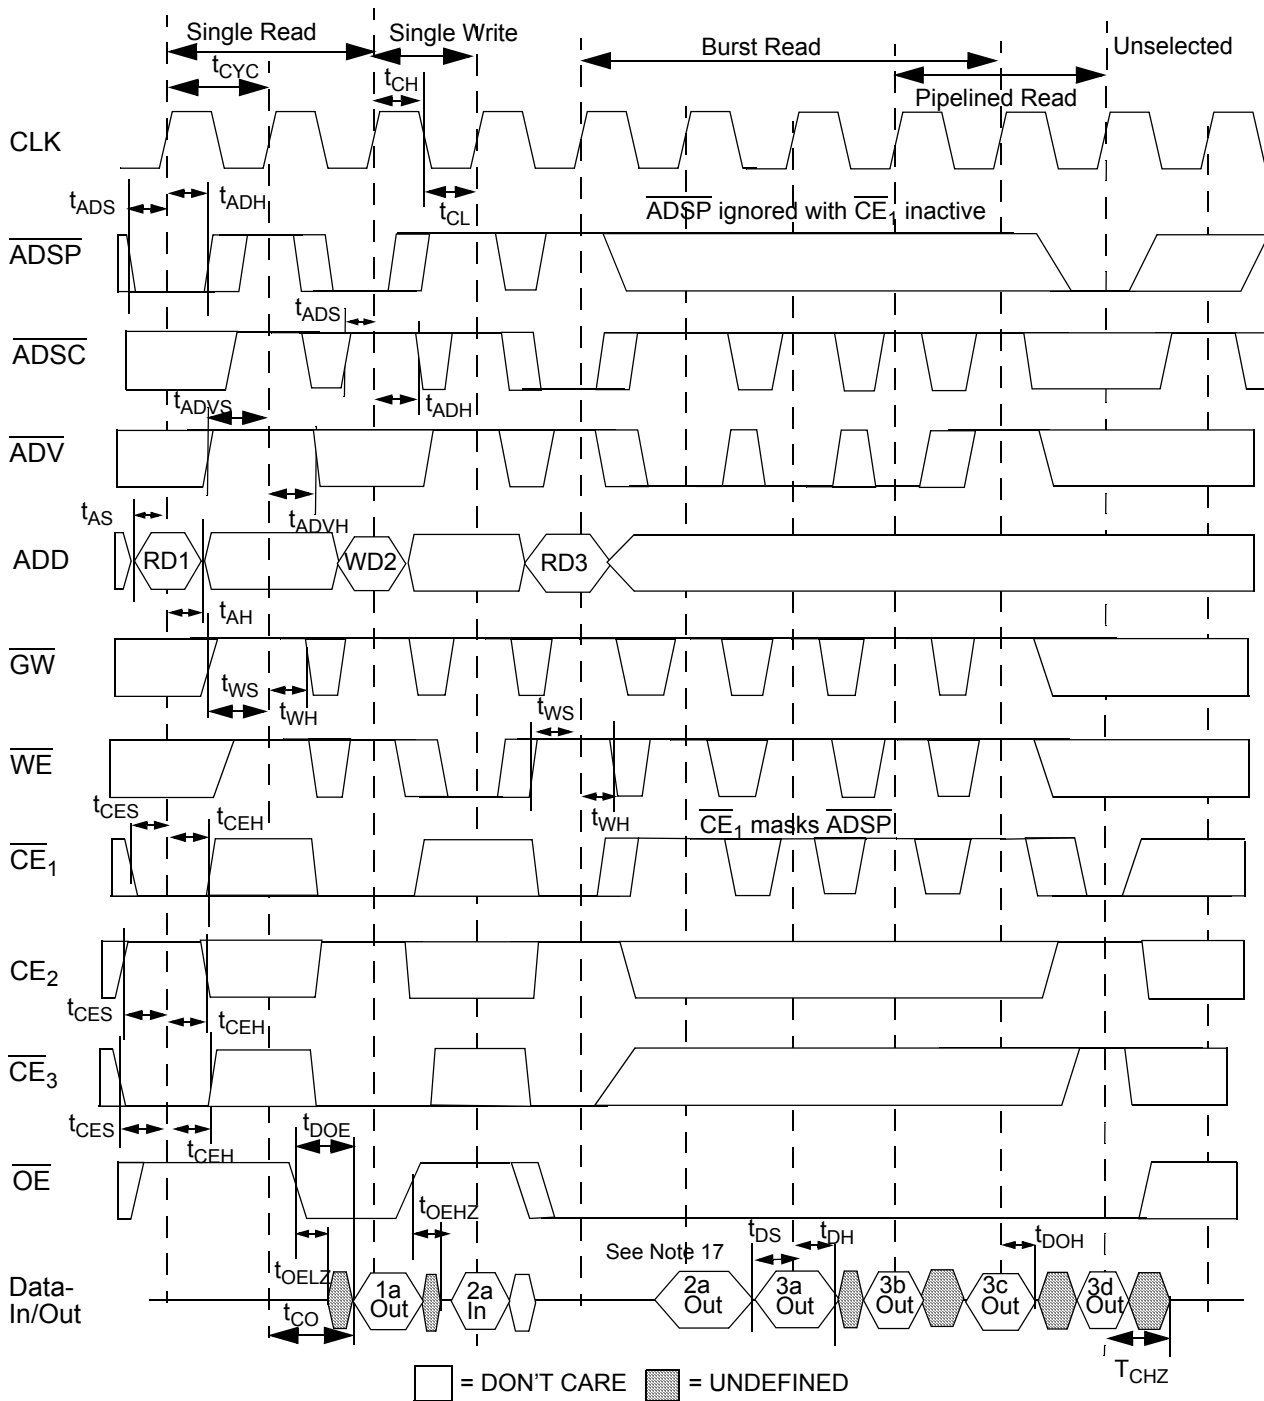 Single Read
Single Write
Burst Read
Unselected
tCYC
tCH
Pipelined Read
CLK
tADS
tADH
tCL
ADSP ignored with CE1 inactive
ADSP
tADS
ADSC
tADVS
tADH
ADV
tAS
tADVH
ADD
RD1
WD2
RD3
tAH
GW
tWS
tWH
tWS
WE
tCES
tCEH
tWH
CE1 masks ADSP
CE1
CE2
tCES
tCEH
CE3
tCES
tCEH
tDOE
OE
tOEHZ
tDS
tDH
tDOH
See Note 17
tOELZ
Data-
In/Out
1a
Out
2a
In
2a
Out
3a
Out
3b
Out
3c
Out
3d
Out
tCO
TCHZ
= DON'T CARE
= UNDEFINED